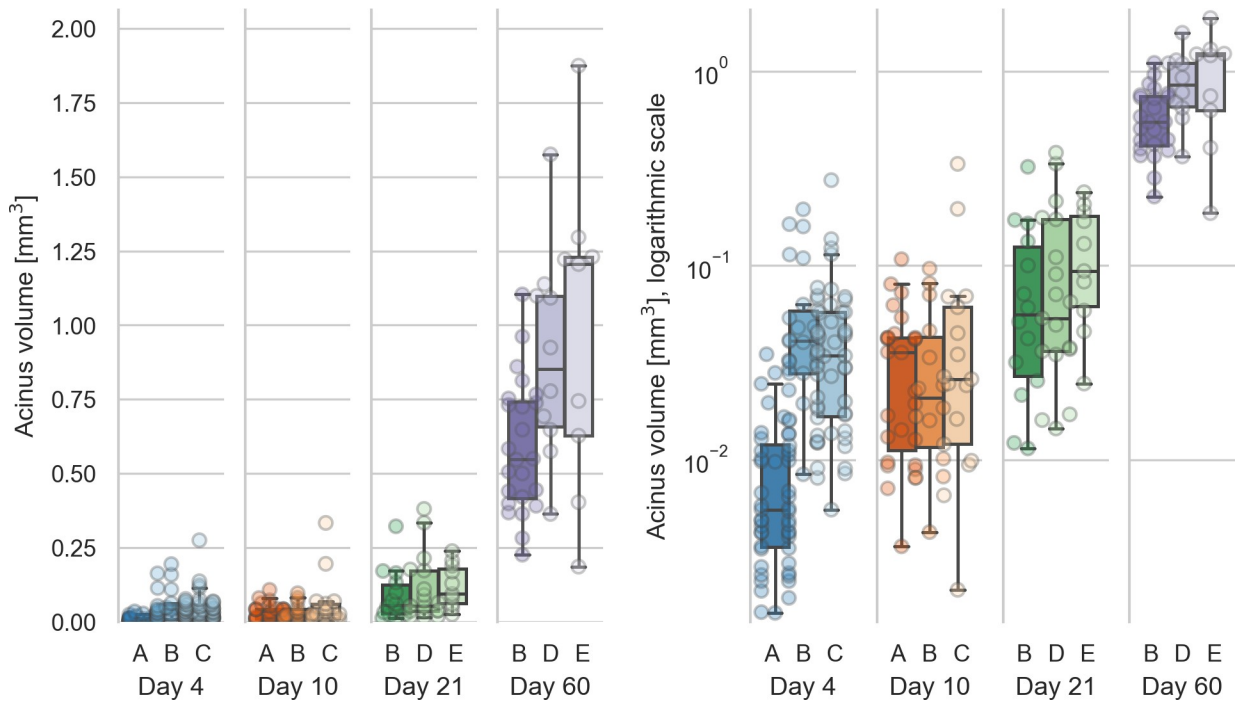 Acinus volume [mm³]
2.00
1.75
1.50
1.25
1.00
0.75
0.50
0.25
0.00
A B C
A B C
B D E
B D E
Day 4
Day 10
Day 21
Day 60
Acinus volume [mm³], logarithmic scale
10⁰
10⁻¹
10⁻²
A B C
A B C
B D E
B D E
Day 4
Day 10
Day 21
Day 60